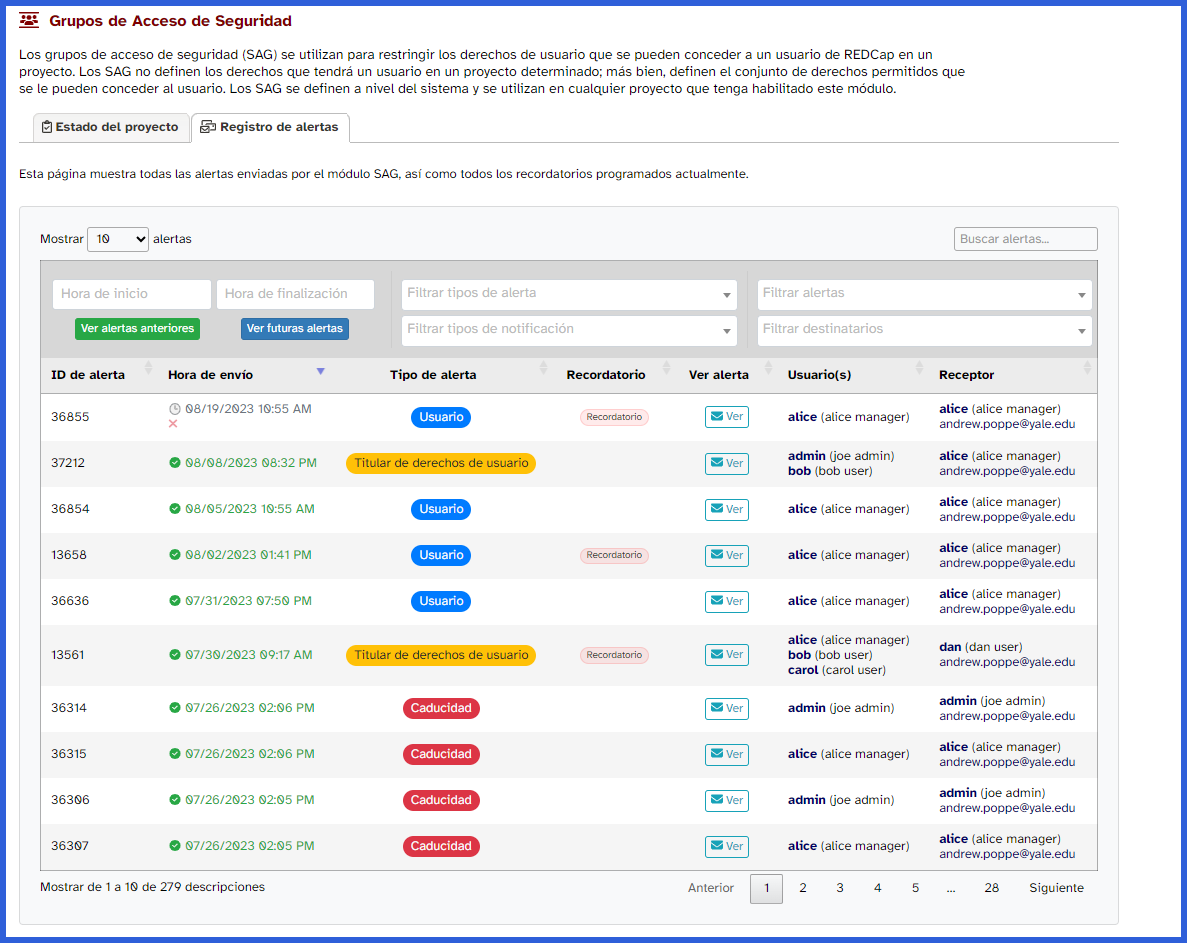 Grupos de Acceso de Seguridad
Los grupos de acceso de seguridad (SAG) se utilizan para restringir los derechos de usuario que se pueden conceder a un usuario de REDCap en un
proyecto. Los SAG no definen los derechos que tendrá un usuario en un proyecto determinado; más bien, definen el conjunto de derechos permitidos que
se le pueden conceder al usuario. Los SAG se definen a nivel del sistema y se utilizan en cualquier proyecto que tenga habilitado este módulo.
Estado del proyecto Registro de alertas
Esta página muestra todas las alertas enviadas por el módulo SAG, así como todos los recordatorios programados actualmente.
Mostrar 10 alertas Buscar alertas...
Hora de inicio Hora de finalización Filtrar tipos de alerta Filtrar alertas
Ver alertas anteriores Ver futuras alertas Filtrar tipos de notificación Filtrar destinatarios
ID de alerta Hora de envío Tipo de alerta Recordatorio Ver alerta Usuario(s) Receptor
36855 08/19/2023 10:55 AM Usuario Recordatorio Ver alice (alice manager) alice (alice manager)
andrew.poppe@yale.edu
37212 08/08/2023 08:32 PM Titular de derechos de usuario Ver admin (joe admin) alice (alice manager)
bob (bob user) andrew.poppe@yale.edu
36854 08/05/2023 10:55 AM Usuario Ver alice (alice manager) alice (alice manager)
andrew.poppe@yale.edu
13658 08/02/2023 01:41 PM Usuario Recordatorio Ver alice (alice manager) alice (alice manager)
andrew.poppe@yale.edu
36636 07/31/2023 07:50 PM Usuario Ver alice (alice manager) alice (alice manager)
andrew.poppe@yale.edu
13561 07/30/2023 09:17 AM Titular de derechos de usuario Recordatorio Ver alice (alice manager) dan (dan user)
bob (bob user) andrew.poppe@yale.edu
carol (carol user)
36314 07/26/2023 02:06 PM Caducidad Ver admin (joe admin) admin (joe admin)
andrew.poppe@yale.edu
36315 07/26/2023 02:06 PM Caducidad Ver alice (alice manager) alice (alice manager)
andrew.poppe@yale.edu
36306 07/26/2023 02:05 PM Caducidad Ver admin (joe admin) admin (joe admin)
andrew.poppe@yale.edu
36307 07/26/2023 02:05 PM Caducidad Ver alice (alice manager) alice (alice manager)
andrew.poppe@yale.edu
Mostrar de 1 a 10 de 279 descripciones Anterior 1 2 3 4 5 ... 28 Siguiente